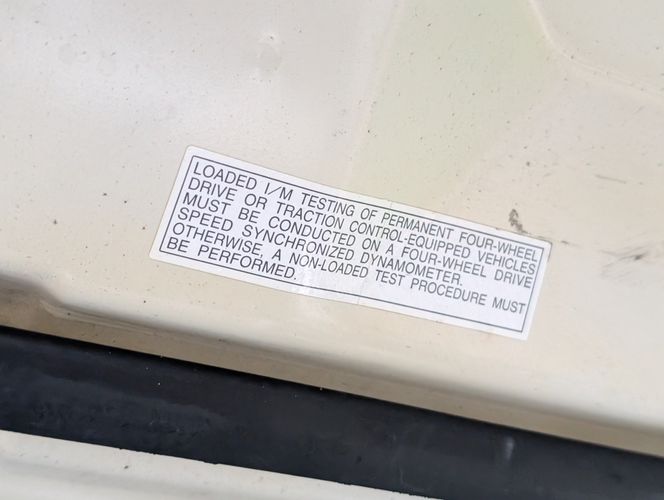 LOADED I/M TESTING OF PERMANENT FOUR-WHEEL
DRIVE OR TRACTION CONTROL-EQUIPPED VEHICLES
MUST BE CONDUCTED ON A FOUR-WHEEL DRIVE
SPEED SYNCHRONIZED DYNAMOMETER.
OTHERWISE, A NON-LOADED TEST PROCEDURE MUST
BE PERFORMED.